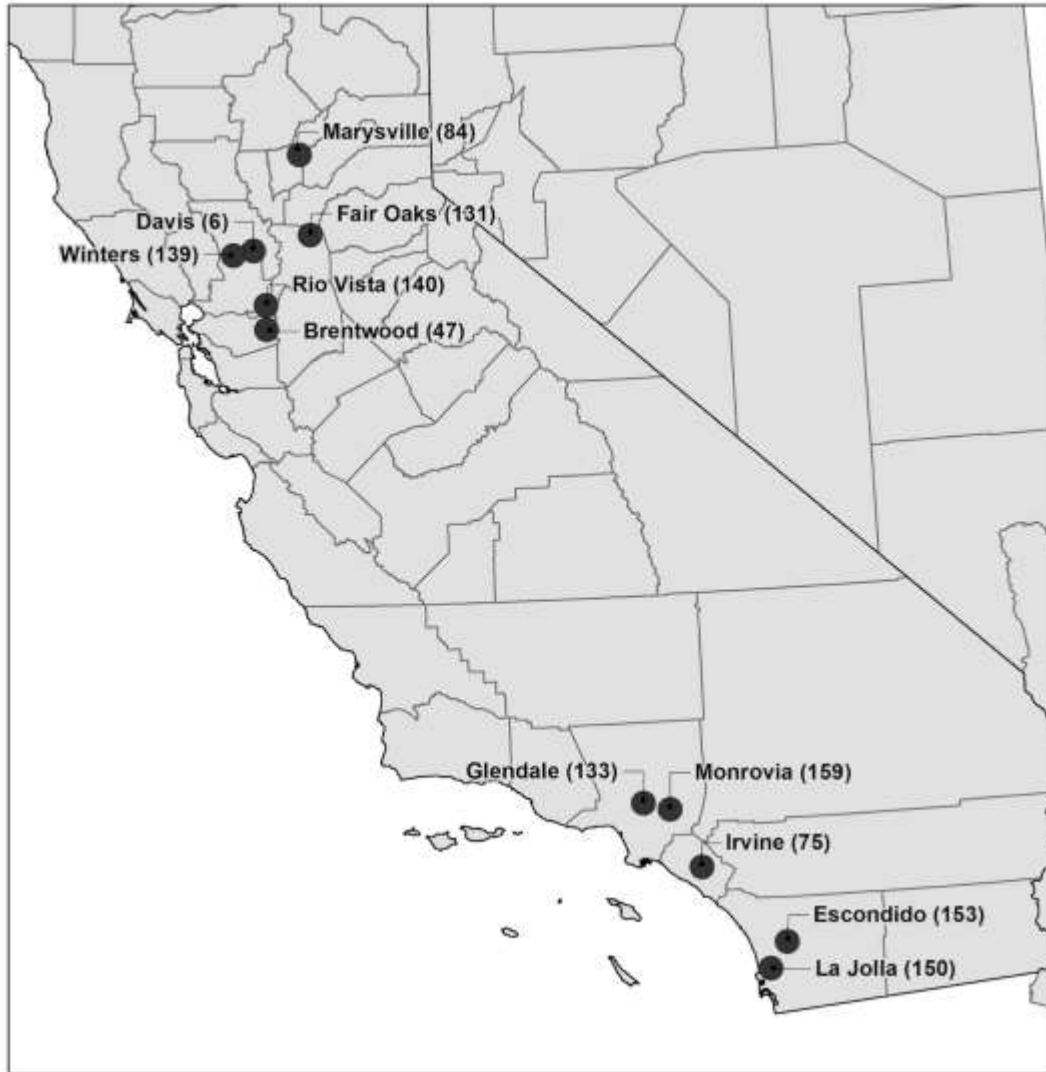 Marysville (84)
Fair Oaks (131)
Davis (6)
Winters (139)
Rio Vista (140)
Brentwood (47)
Glendale (133)
Monrovia (159)
Irvine (75)
Escondido (153)
La Jolla (150)